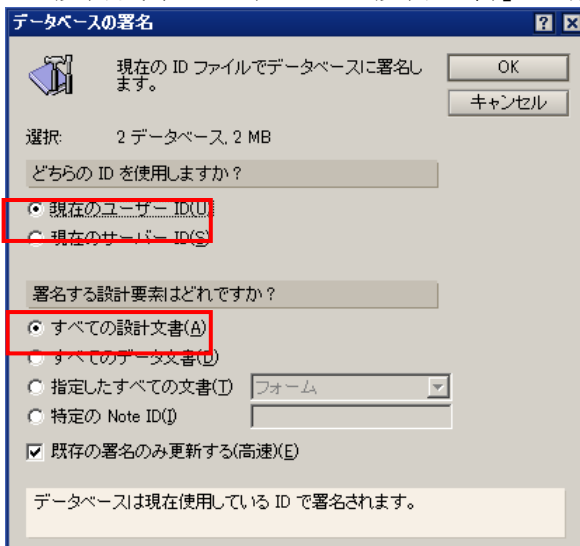 データベースの署名
現在の ID ファイルでデータベースに署名し
ます。
OK
キャンセル
選択: 2 データベース, 2 MB
どちらの ID を使用しますか？
現在のユーザー ID(U)
現在のサーバー ID(S)
署名する設計要素はどれですか？
すべての設計文書(A)
すべてのデータ文書(D)
指定したすべての文書(T) フォーム
特定の Note ID(I)
既存の署名のみ更新する(高速)(E)
データベースは現在使用している ID で署名されます。